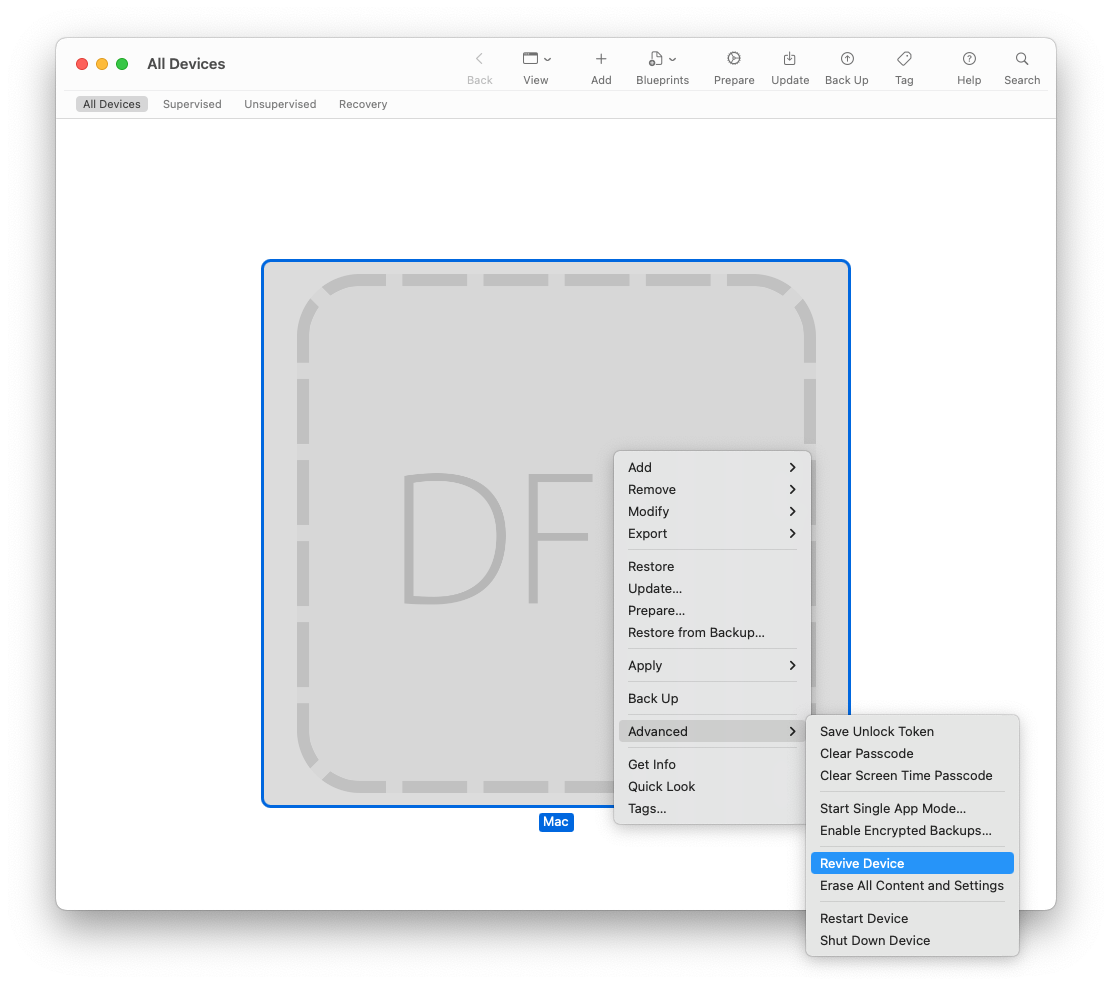 All Devices
Back
View
Add
Blueprints
Prepare
Update
Back Up
Tag
Help
Search
All Devices
Supervised
Unsupervised
Recovery
DF
Add
Remove
Modify
Export
Restore
Update...
Prepare...
Restore from Backup...
Apply
Back Up
Advanced
Get Info
Quick Look
Tags...
Mac
Save Unlock Token
Clear Passcode
Clear Screen Time Passcode
Start Single App Mode...
Enable Encrypted Backups...
Revive Device
Erase All Content and Settings
Restart Device
Shut Down Device